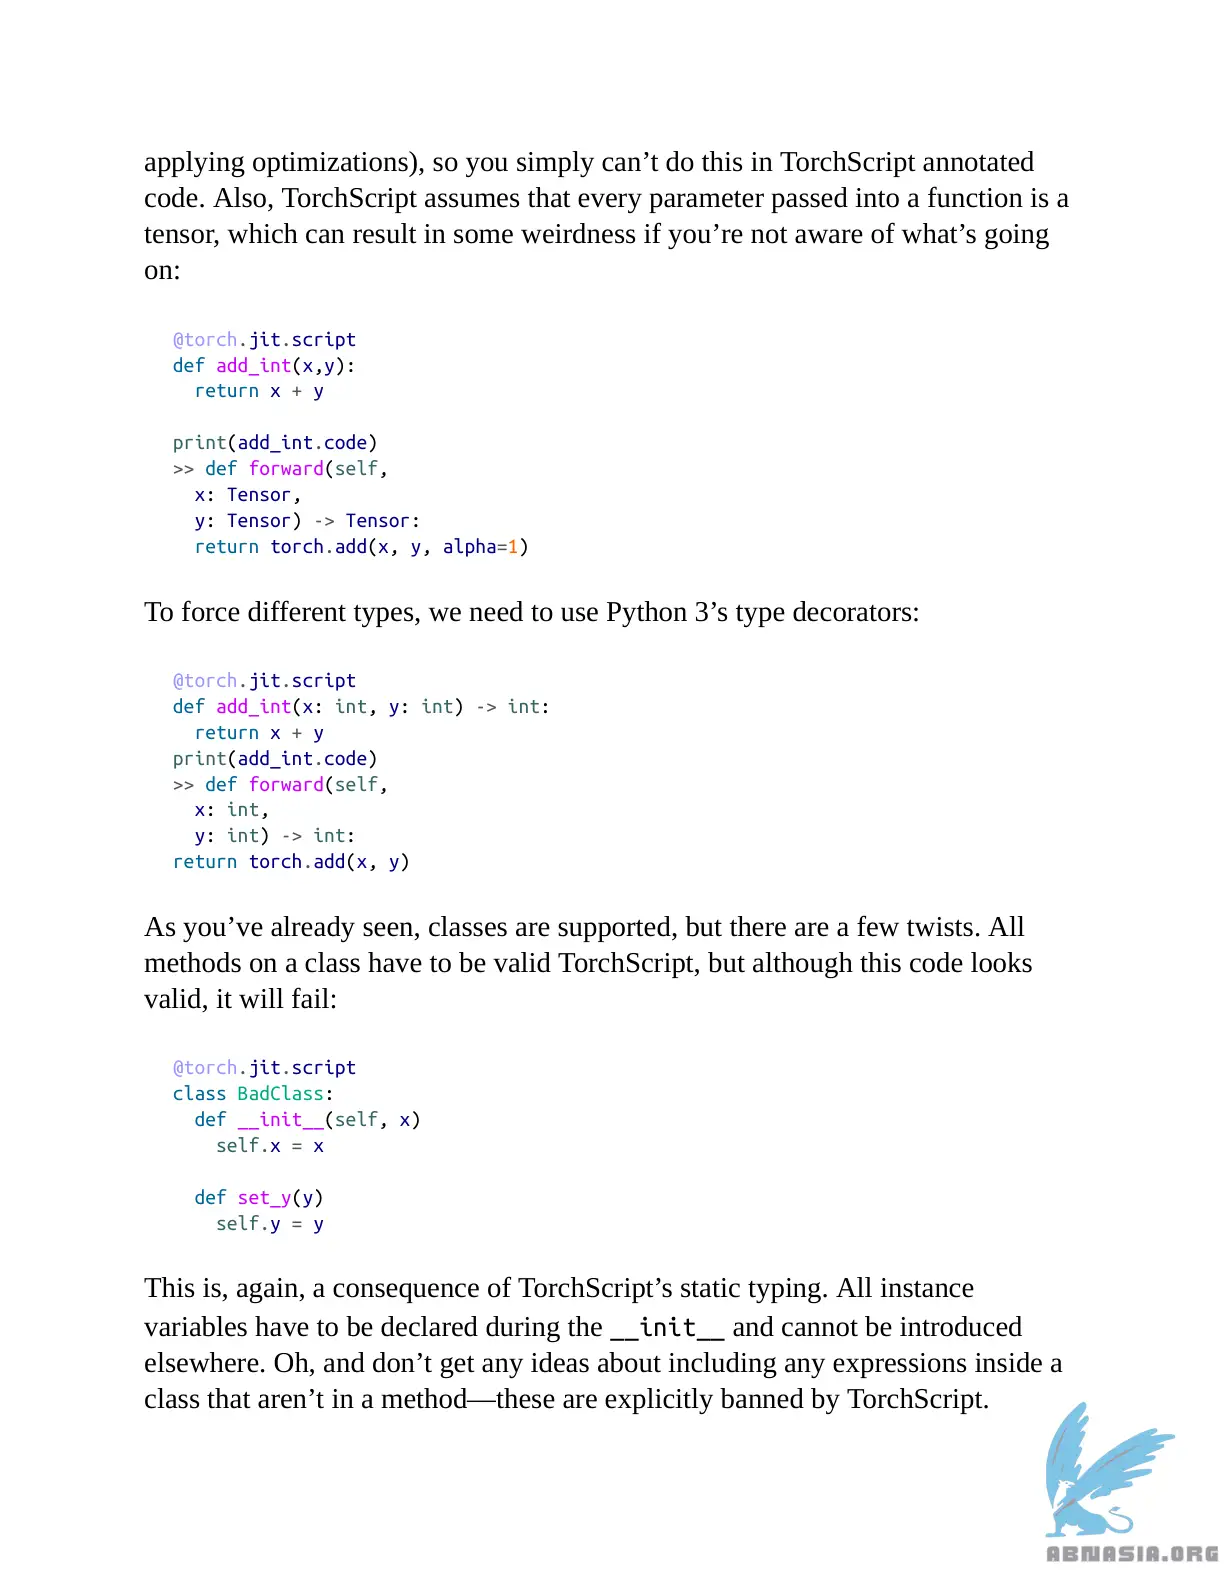 applying optimizations), so you simply can’t do this in TorchScript annotated
code. Also, TorchScript assumes that every parameter passed into a function is a
tensor, which can result in some weirdness if you’re not aware of what’s going
on:
@torch.jit.script
def add_int(x,y):
  return x + y
print(add_int.code)
>> def forward(self,
  x: Tensor,
  y: Tensor) -> Tensor:
  return torch.add(x, y, alpha=1)
To force different types, we need to use Python 3’s type decorators:
@torch.jit.script
def add_int(x: int, y: int) -> int:
  return x + y
print(add_int.code)
>> def forward(self,
  x: int,
  y: int) -> int:
return torch.add(x, y)
As you’ve already seen, classes are supported, but there are a few twists. All
methods on a class have to be valid TorchScript, but although this code looks
valid, it will fail:
@torch.jit.script
class BadClass:
  def __init__(self, x)
    self.x = x
  def set_y(y)
    self.y = y
This is, again, a consequence of TorchScript’s static typing. All instance
variables have to be declared during the __init__ and cannot be introduced
elsewhere. Oh, and don’t get any ideas about including any expressions inside a
class that aren’t in a method—these are explicitly banned by TorchScript.
ABNASIA.ORG